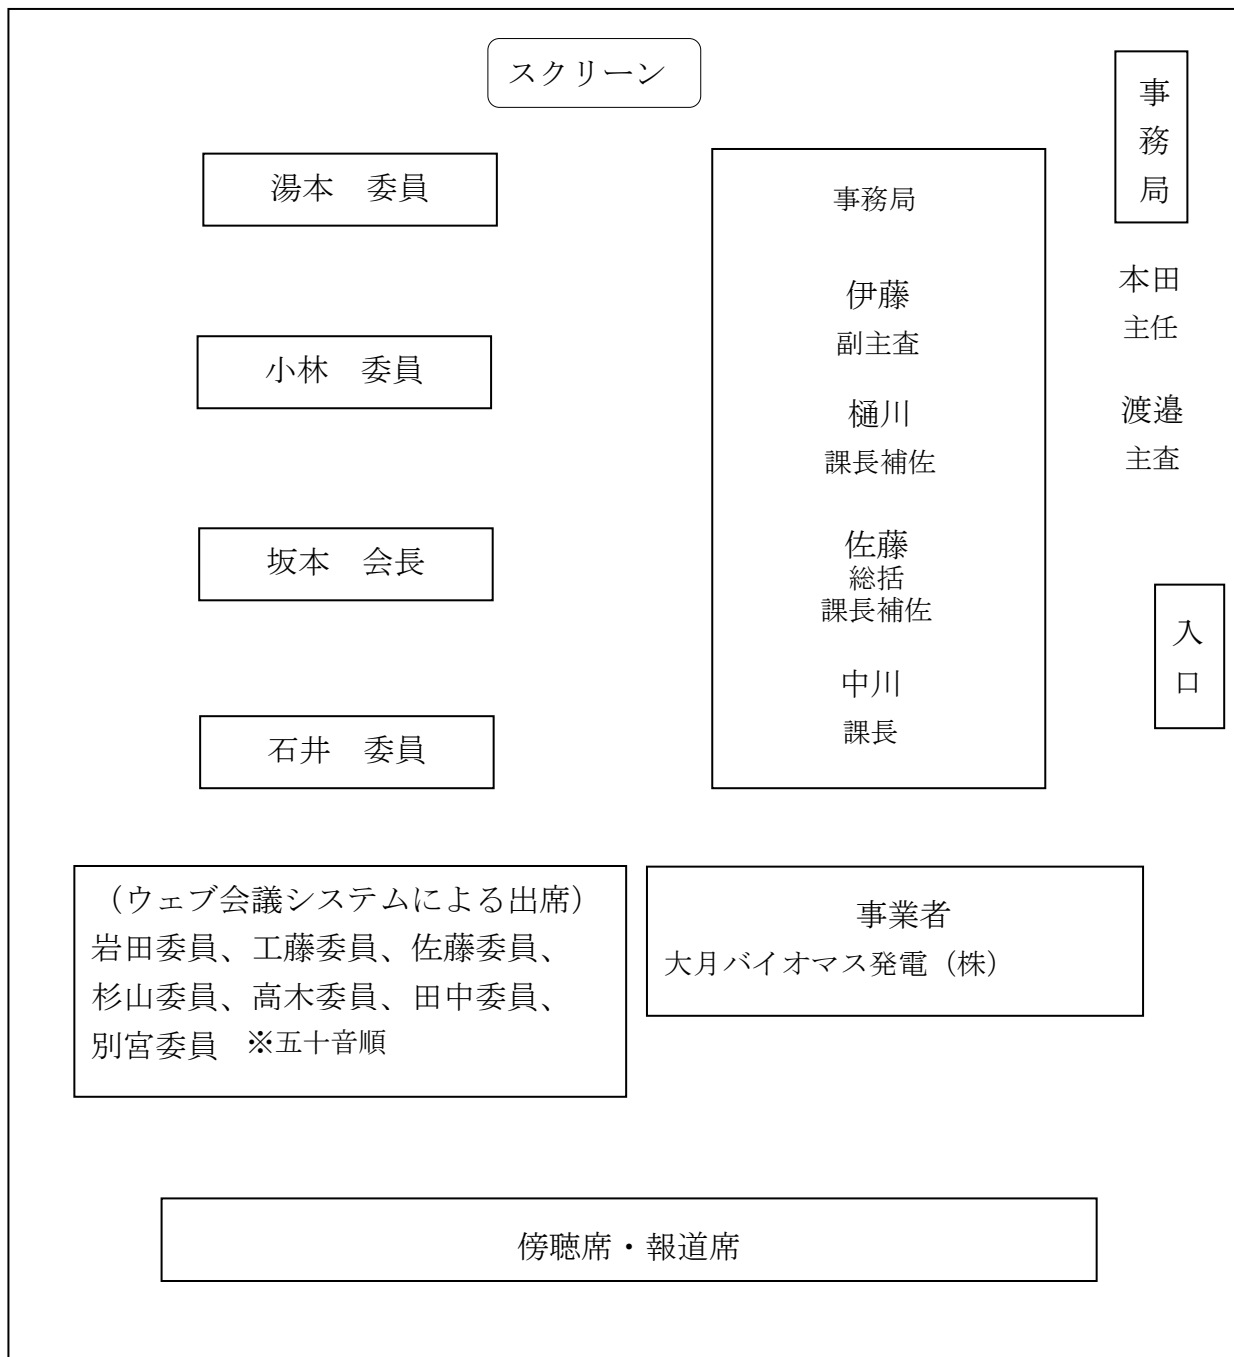 スクリーン
事務局
湯本　委員
小林　委員
坂本　会長
石井　委員
事務局
伊藤
副主査
樋川
課長補佐
佐藤
総括
課長補佐
中川
課長
本田
主任
渡邉
主査
入口
（ウェブ会議システムによる出席）
岩田委員、工藤委員、佐藤委員、
杉山委員、高木委員、田中委員、
別宮委員　※五十音順
事業者
大月バイオマス発電（株）
傍聴席・報道席